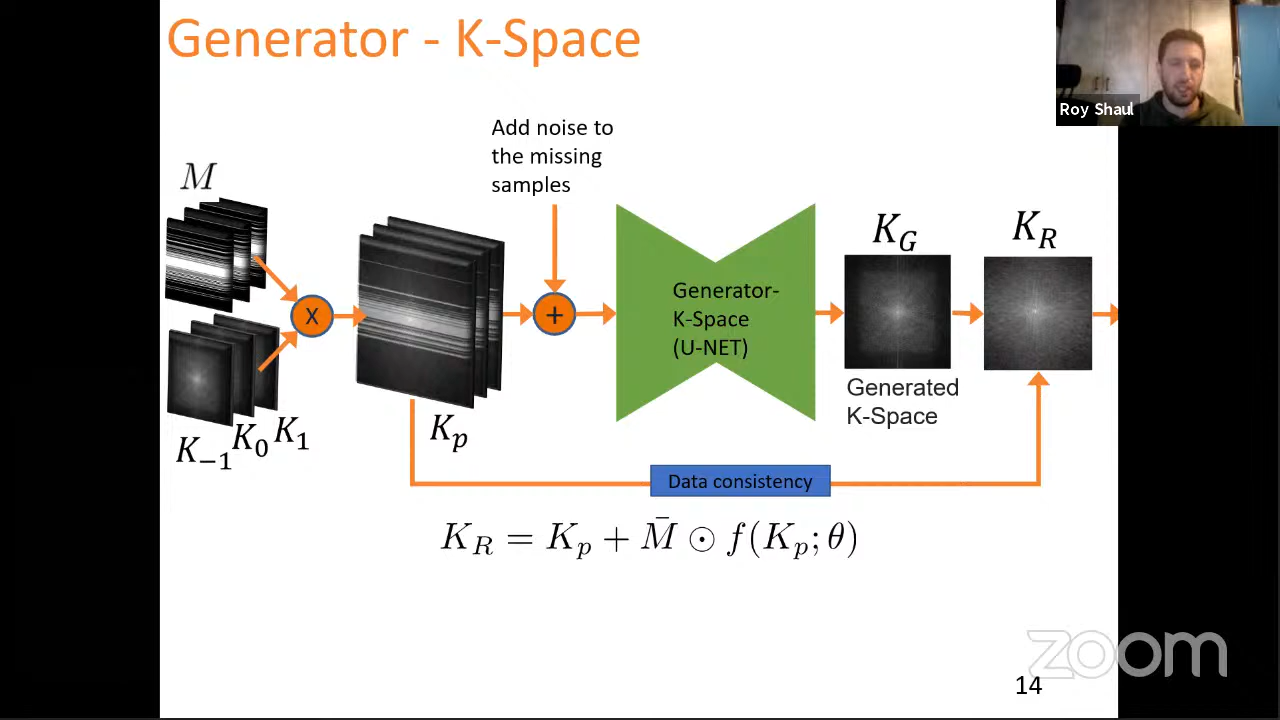 Generator - K-Space
Roy Shaul
Add noise to
the missing
samples
M
K_G
K_R
X
+
Generator-
K-Space
(U-NET)
Generated
K-Space
K_{-1} K_0 K_1
K_p
Data consistency
K_R = K_p + M̄ ⊙ f(K_p; θ)
zoom
14